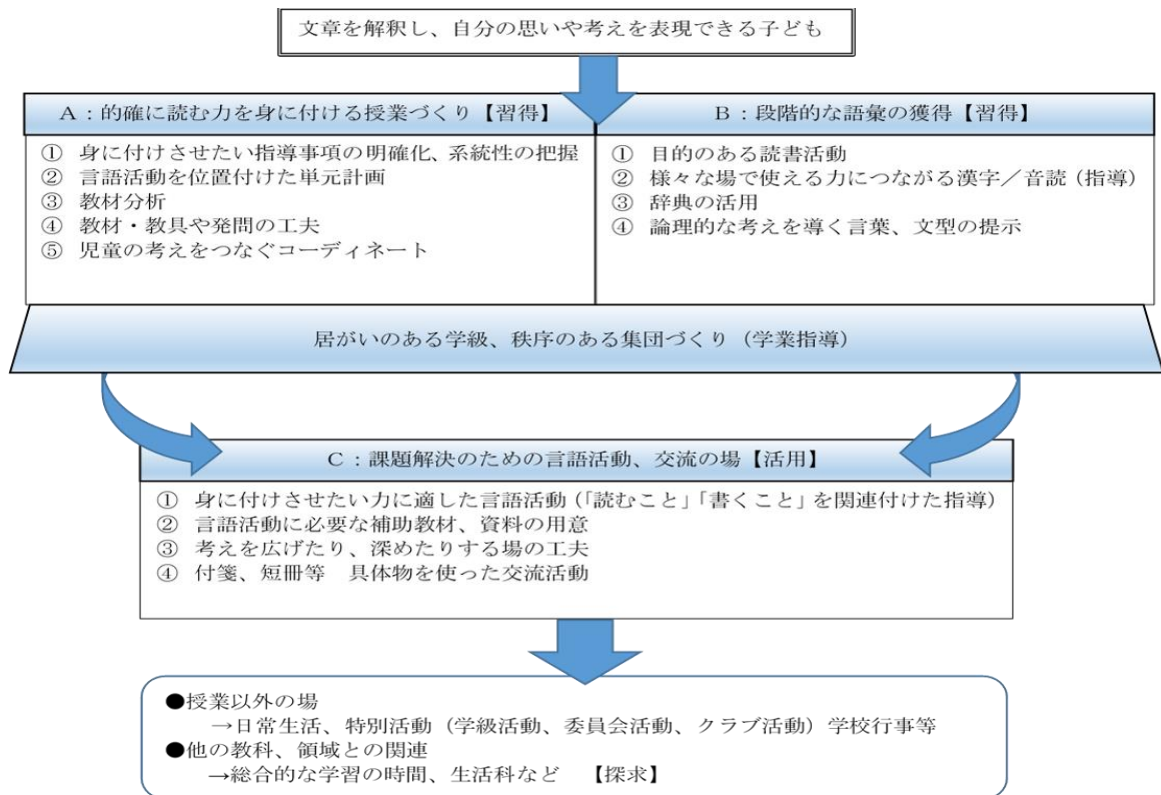 文章を解釈し、自分の思いや考えを表現できる子ども
A:的確に読む力を身に付ける授業づくり【習得】
① 身に付けさせたい指導事項の明確化、系統性の把握
② 言語活動を位置付けた単元計画
③ 教材分析
④ 教材・教具や発問の工夫
⑤ 児童の考えをつなぐコーディネート
B:段階的な語彙の獲得【習得】
① 目的のある読書活動
② 様々な場で使える力につながる漢字／音読(指導)
③ 辞典の活用
④ 論理的な考えを導く言葉、文型の提示
居がいのある学級、秩序のある集団づくり(学業指導)
C:課題解決のための言語活動、交流の場【活用】
① 身に付けさせたい力に適した言語活動(「読むこと」「書くこと」を関連付けた指導)
② 言語活動に必要な補助教材、資料の用意
③ 考えを広げたり、深めたりする場の工夫
④ 付箋、短冊等　具体物を使った交流活動
●授業以外の場
→日常生活、特別活動(学級活動、委員会活動、クラブ活動)学校行事等
●他の教科、領域との関連
→総合的な学習の時間、生活科など　【探求】